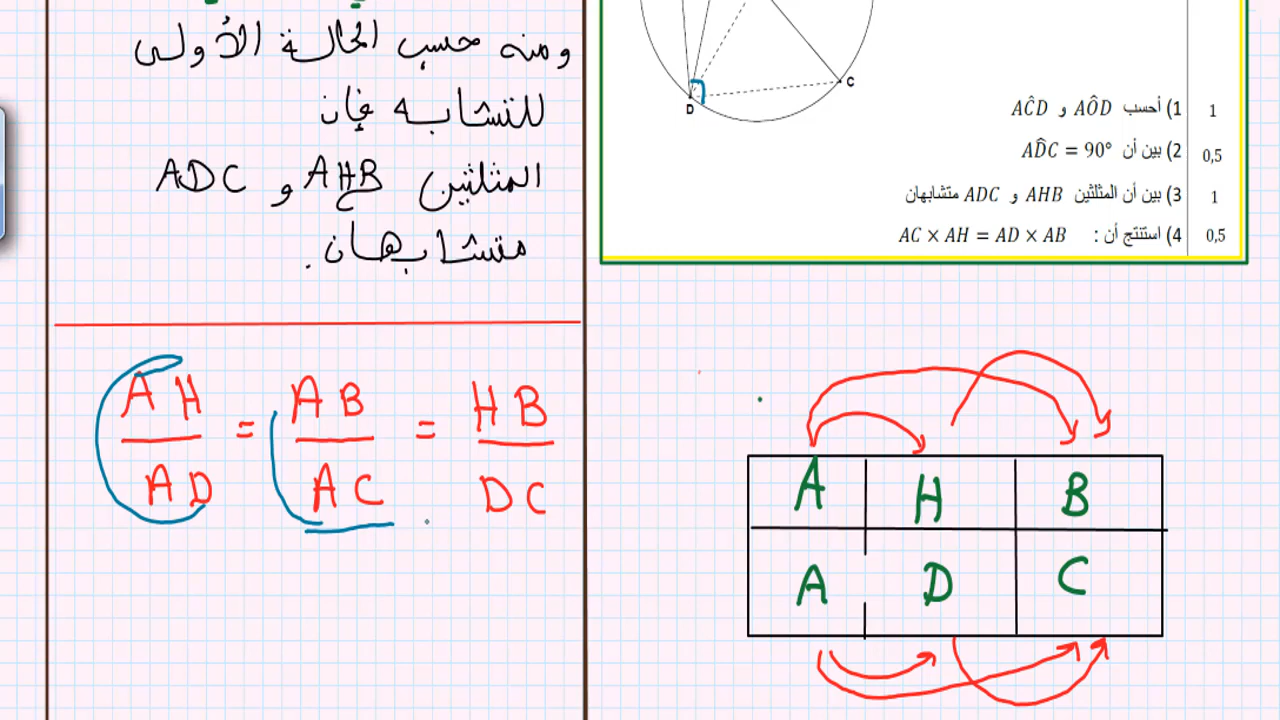 ومنه حسب الحالة الأولى
للتشابه فإن
المثلثين AHB و ADC
متشابهان.
AH/AD = AB/AC = HB/DC
D
C
1) أحسب AÔD و AĈD 1
2) بين أن AD̂C = 90° 0,5
3) بين أن المثلثين AHB و ADC متشابهان 1
4) استنتج أن : AC × AH = AD × AB 0,5
A H B
A D C